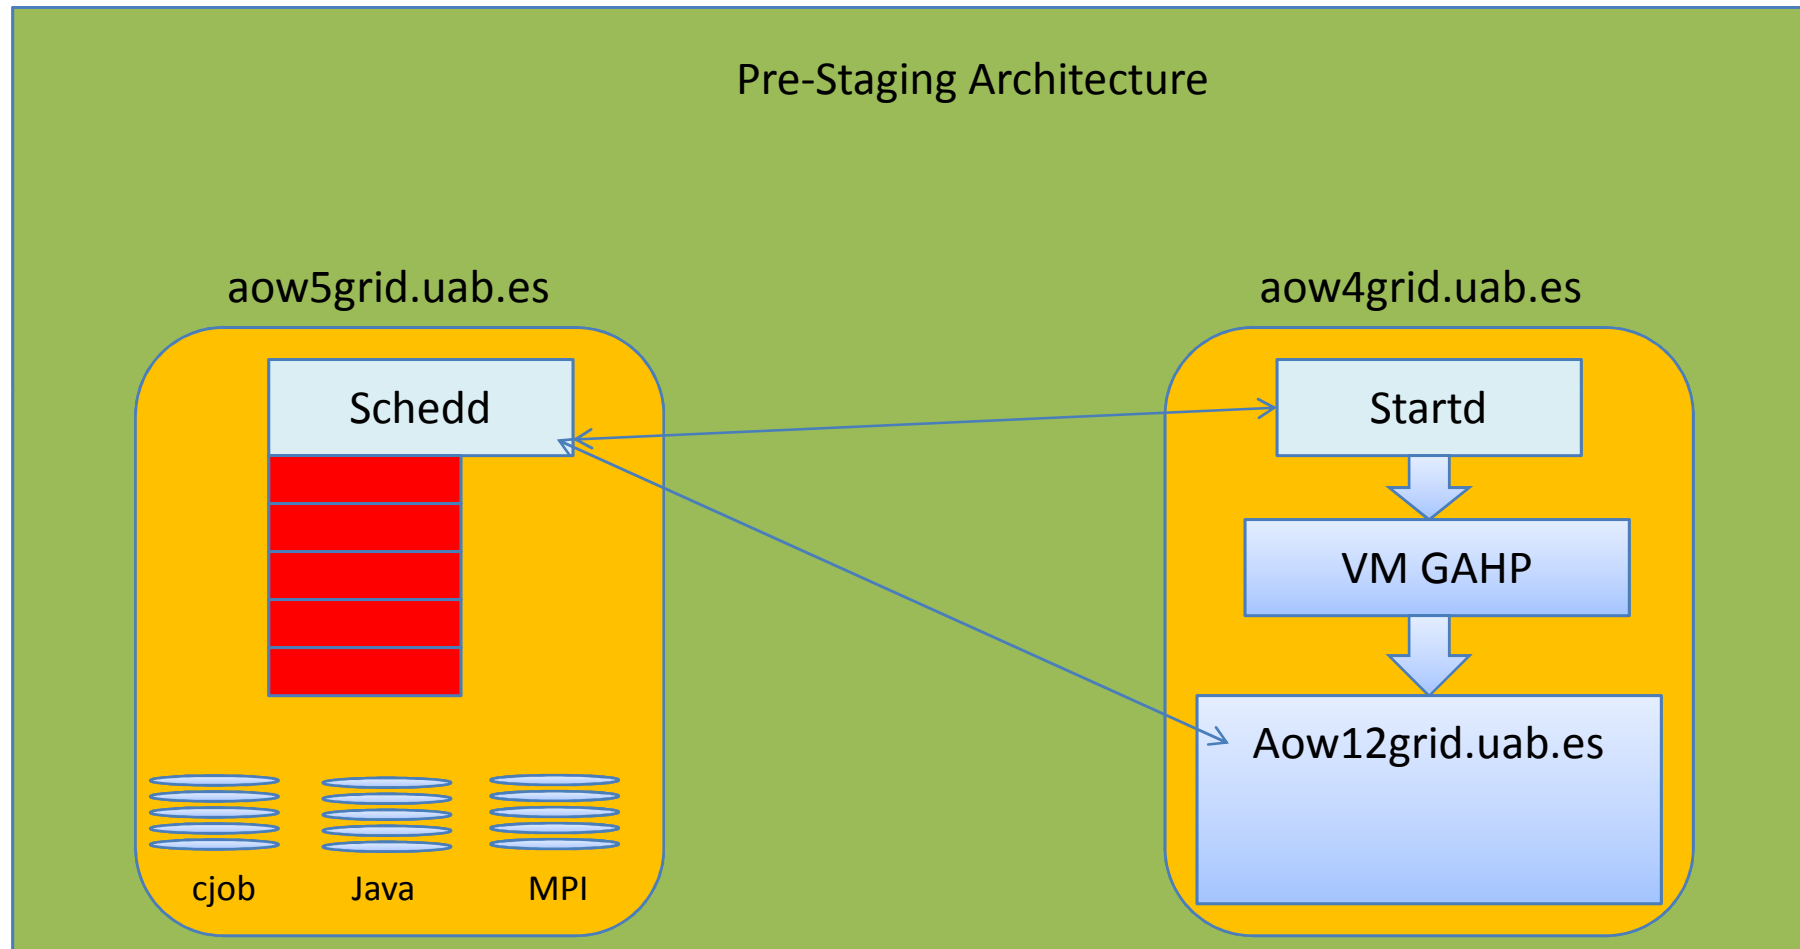 Pre-Staging Architecture
aow5grid.uab.es
aow4grid.uab.es
Schedd
Startd
VM GAHP
Aow12grid.uab.es
cjob
Java
MPI